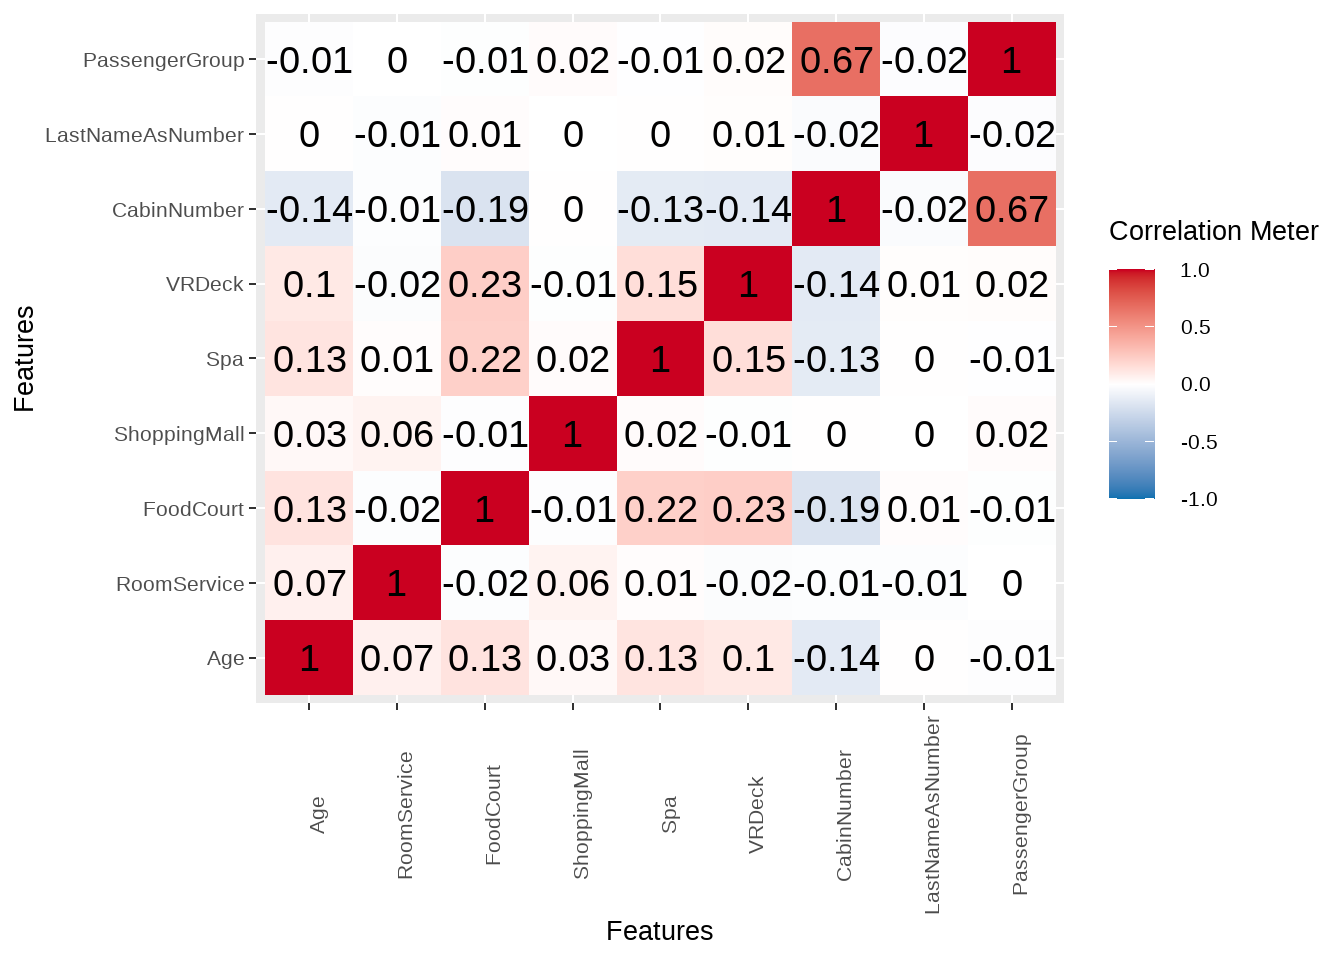 PassengerGroup -0.01 0 -0.01 0.02 -0.01 0.02 0.67 -0.02 1
LastNameAsNumber 0 -0.01 0.01 0 0 0.01 -0.02 1 -0.02
CabinNumber -0.14 -0.01 -0.19 0 -0.13 -0.14 1 -0.02 0.67
VRDeck 0.1 -0.02 0.23 -0.01 0.15 1 -0.14 0.01 0.02
Spa 0.13 0.01 0.22 0.02 1 0.15 -0.13 0 -0.01
ShoppingMall 0.03 0.06 -0.01 1 0.02 -0.01 0 0 0.02
FoodCourt 0.13 -0.02 1 -0.01 0.22 0.23 -0.19 0.01 -0.01
RoomService 0.07 1 -0.02 0.06 0.01 -0.02 -0.01 -0.01 0
Age 1 0.07 0.13 0.03 0.13 0.1 -0.14 0 -0.01
Features
Age
RoomService
FoodCourt
ShoppingMall
Spa
VRDeck
CabinNumber
LastNameAsNumber
PassengerGroup
Features
Correlation Meter
1.0
0.5
0.0
-0.5
-1.0